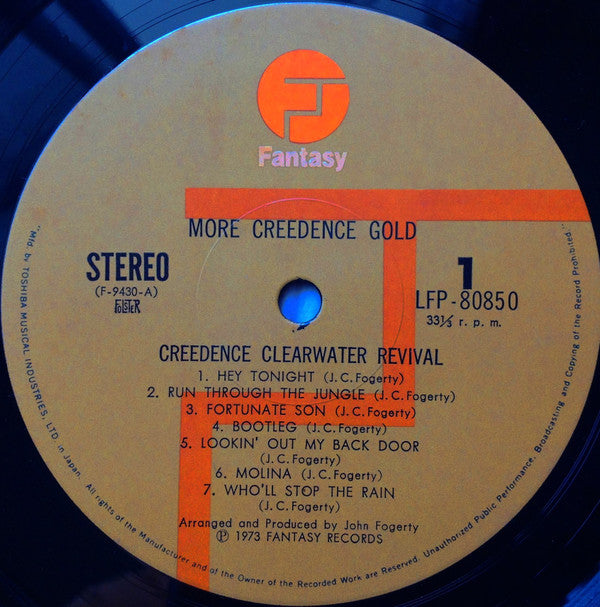 Fantasy
MORE CREEDENCE GOLD
STEREO
(F-9430-A)
1
LFP-80850
33⅓ r. p. m.
CREEDENCE CLEARWATER REVIVAL
1. HEY TONIGHT (J. C. Fogerty)
2. RUN THROUGH THE JUNGLE (J. C. Fogerty)
3. FORTUNATE SON (J. C. Fogerty)
4. BOOTLEG (J. C. Fogerty)
5. LOOKIN' OUT MY BACK DOOR
(J. C. Fogerty)
6. MOLINA (J. C. Fogerty)
7. WHO'LL STOP THE RAIN
(J. C. Fogerty)
Arranged and Produced by John Fogerty
Ⓟ 1973 FANTASY RECORDS
"Mfd. by TOSHIBA MUSICAL INDUSTRIES, LTD. in Japan. All rights of the Manufacturer and of the Owner of the Recorded Work are Reserved. Unauthorized Public Performance, Broadcasting and Copying of the Record Prohibited."